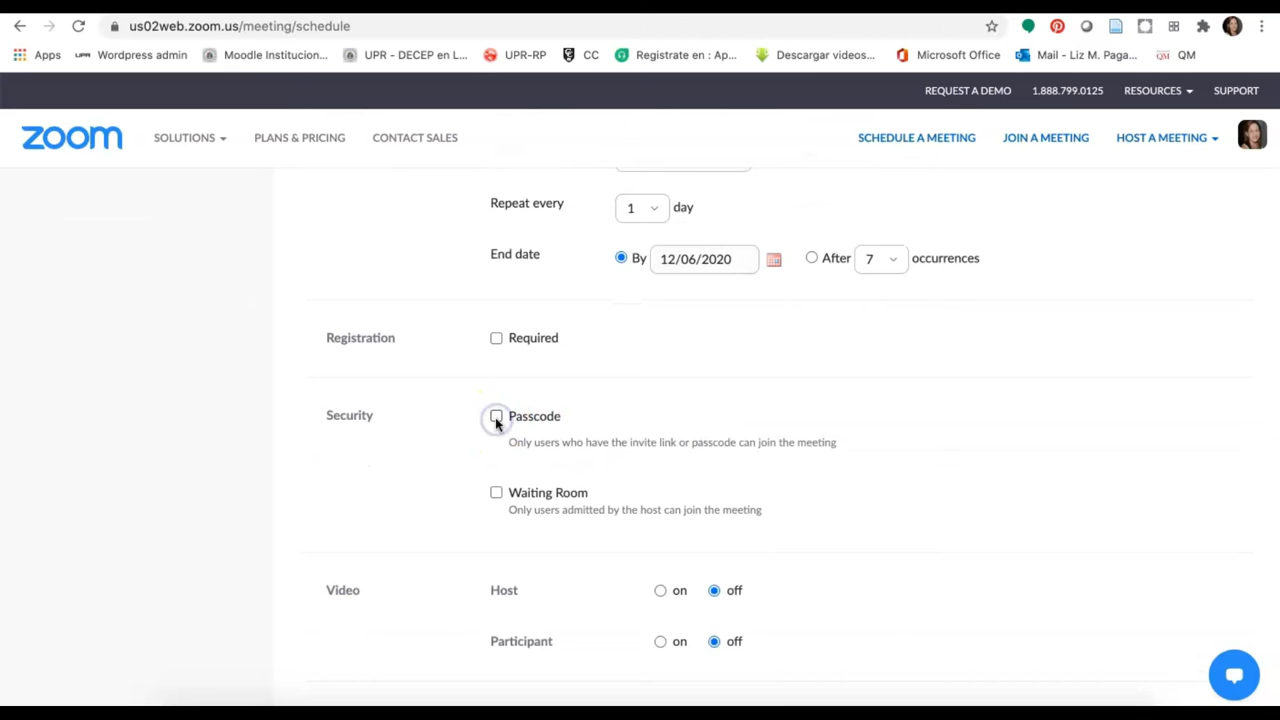 us02web.zoom.us/meeting/schedule
Apps UPR Wordpress admin Moodle Institucion... UPR - DECEP en L... UPR-RP CC Registrate en : Ap... Descargar videos... Microsoft Office Mail - Liz M. Paga... QM QM
REQUEST A DEMO 1.888.799.0125 RESOURCES SUPPORT
zoom SOLUTIONS PLANS & PRICING CONTACT SALES SCHEDULE A MEETING JOIN A MEETING HOST A MEETING
Repeat every 1 day
End date By 12/06/2020 After 7 occurrences
Registration Required
Security Passcode
Only users who have the invite link or passcode can join the meeting
Waiting Room
Only users admitted by the host can join the meeting
Video Host on off
Participant on off